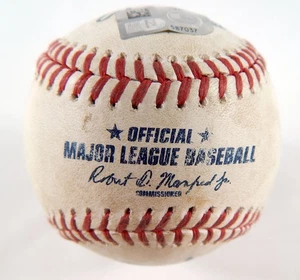 OFFICIAL
MAJOR LEAGUE BASEBALL
Robert D. Manfred Jr.
COMMISSIONER